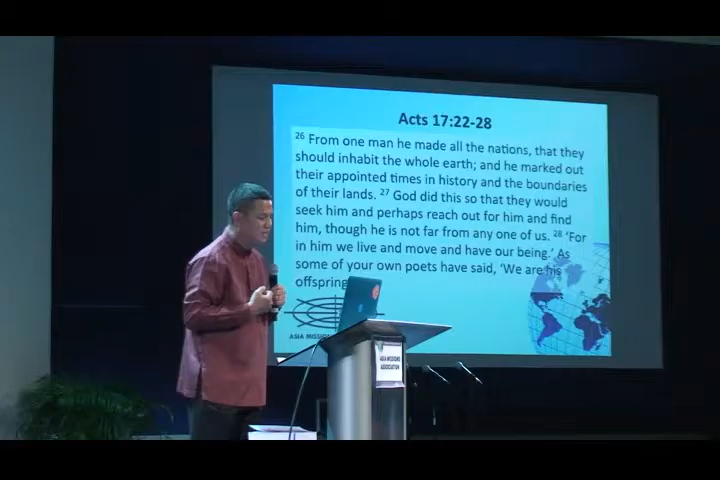 Acts 17:22-28
26 From one man he made all the nations, that they
should inhabit the whole earth; and he marked out
their appointed times in history and the boundaries
of their lands. 27 God did this so that they would
seek him and perhaps reach out for him and find
him, though he is not far from any one of us. 28 ‘For
in him we live and move and have our being.’ As
some of your own poets have said, ‘We are his
offspring
ASIA MISSION
ASIA MISSIONS
ASSOCIATION